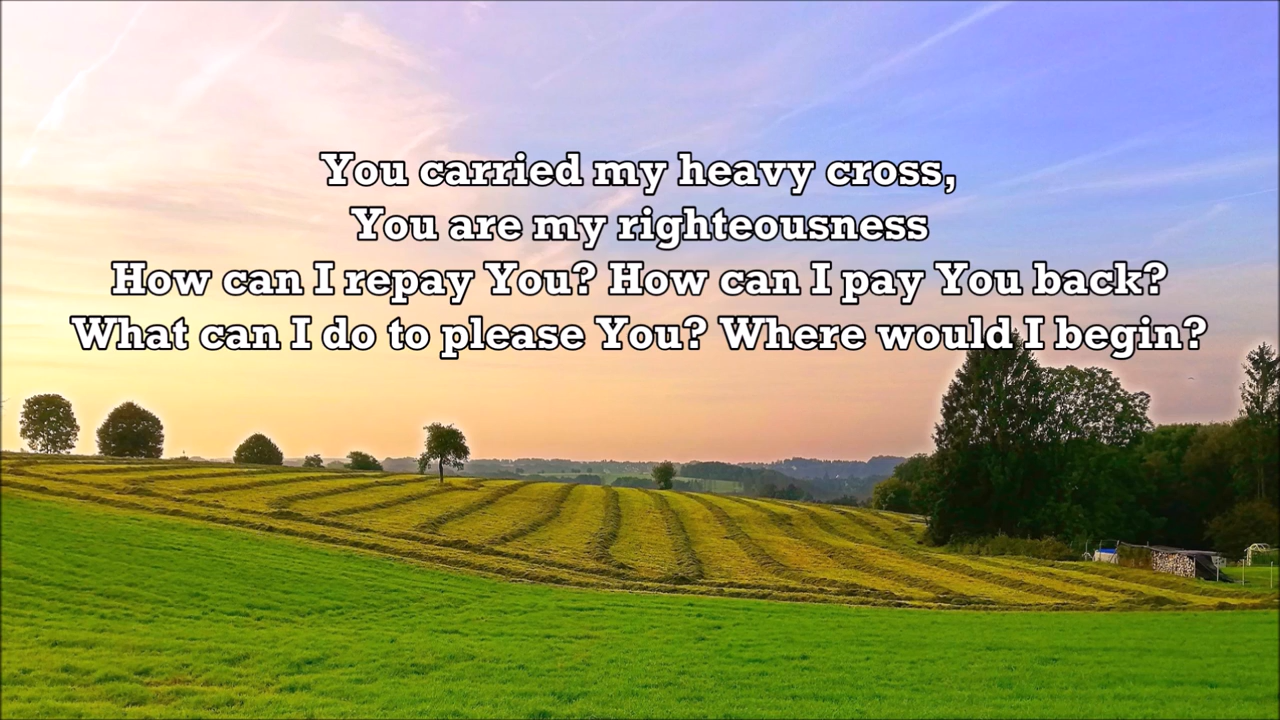 You carried my heavy cross,
You are my righteousness
How can I repay You? How can I pay You back?
What can I do to please You? Where would I begin?